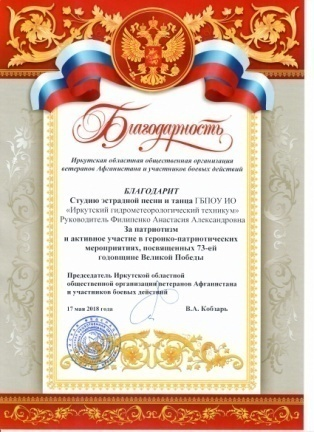 Благодарность
Иркутская областная общественная организация
ветеранов Афганистана и участников боевых действий
БЛАГОДАРИТ
Студию эстрадной песни и танца ГБПОУ ИО
«Иркутский гидрометеорологический техникум»
Руководитель Филипенко Анастасия Александровна
За патриотизм
и активное участие в героико-патриотических
мероприятиях, посвященных 73-ей
годовщине Великой Победы
Председатель Иркутской областной
общественной организации ветеранов Афганистана
и участников боевых действий
17 мая 2018 года В.А. Кобзарь